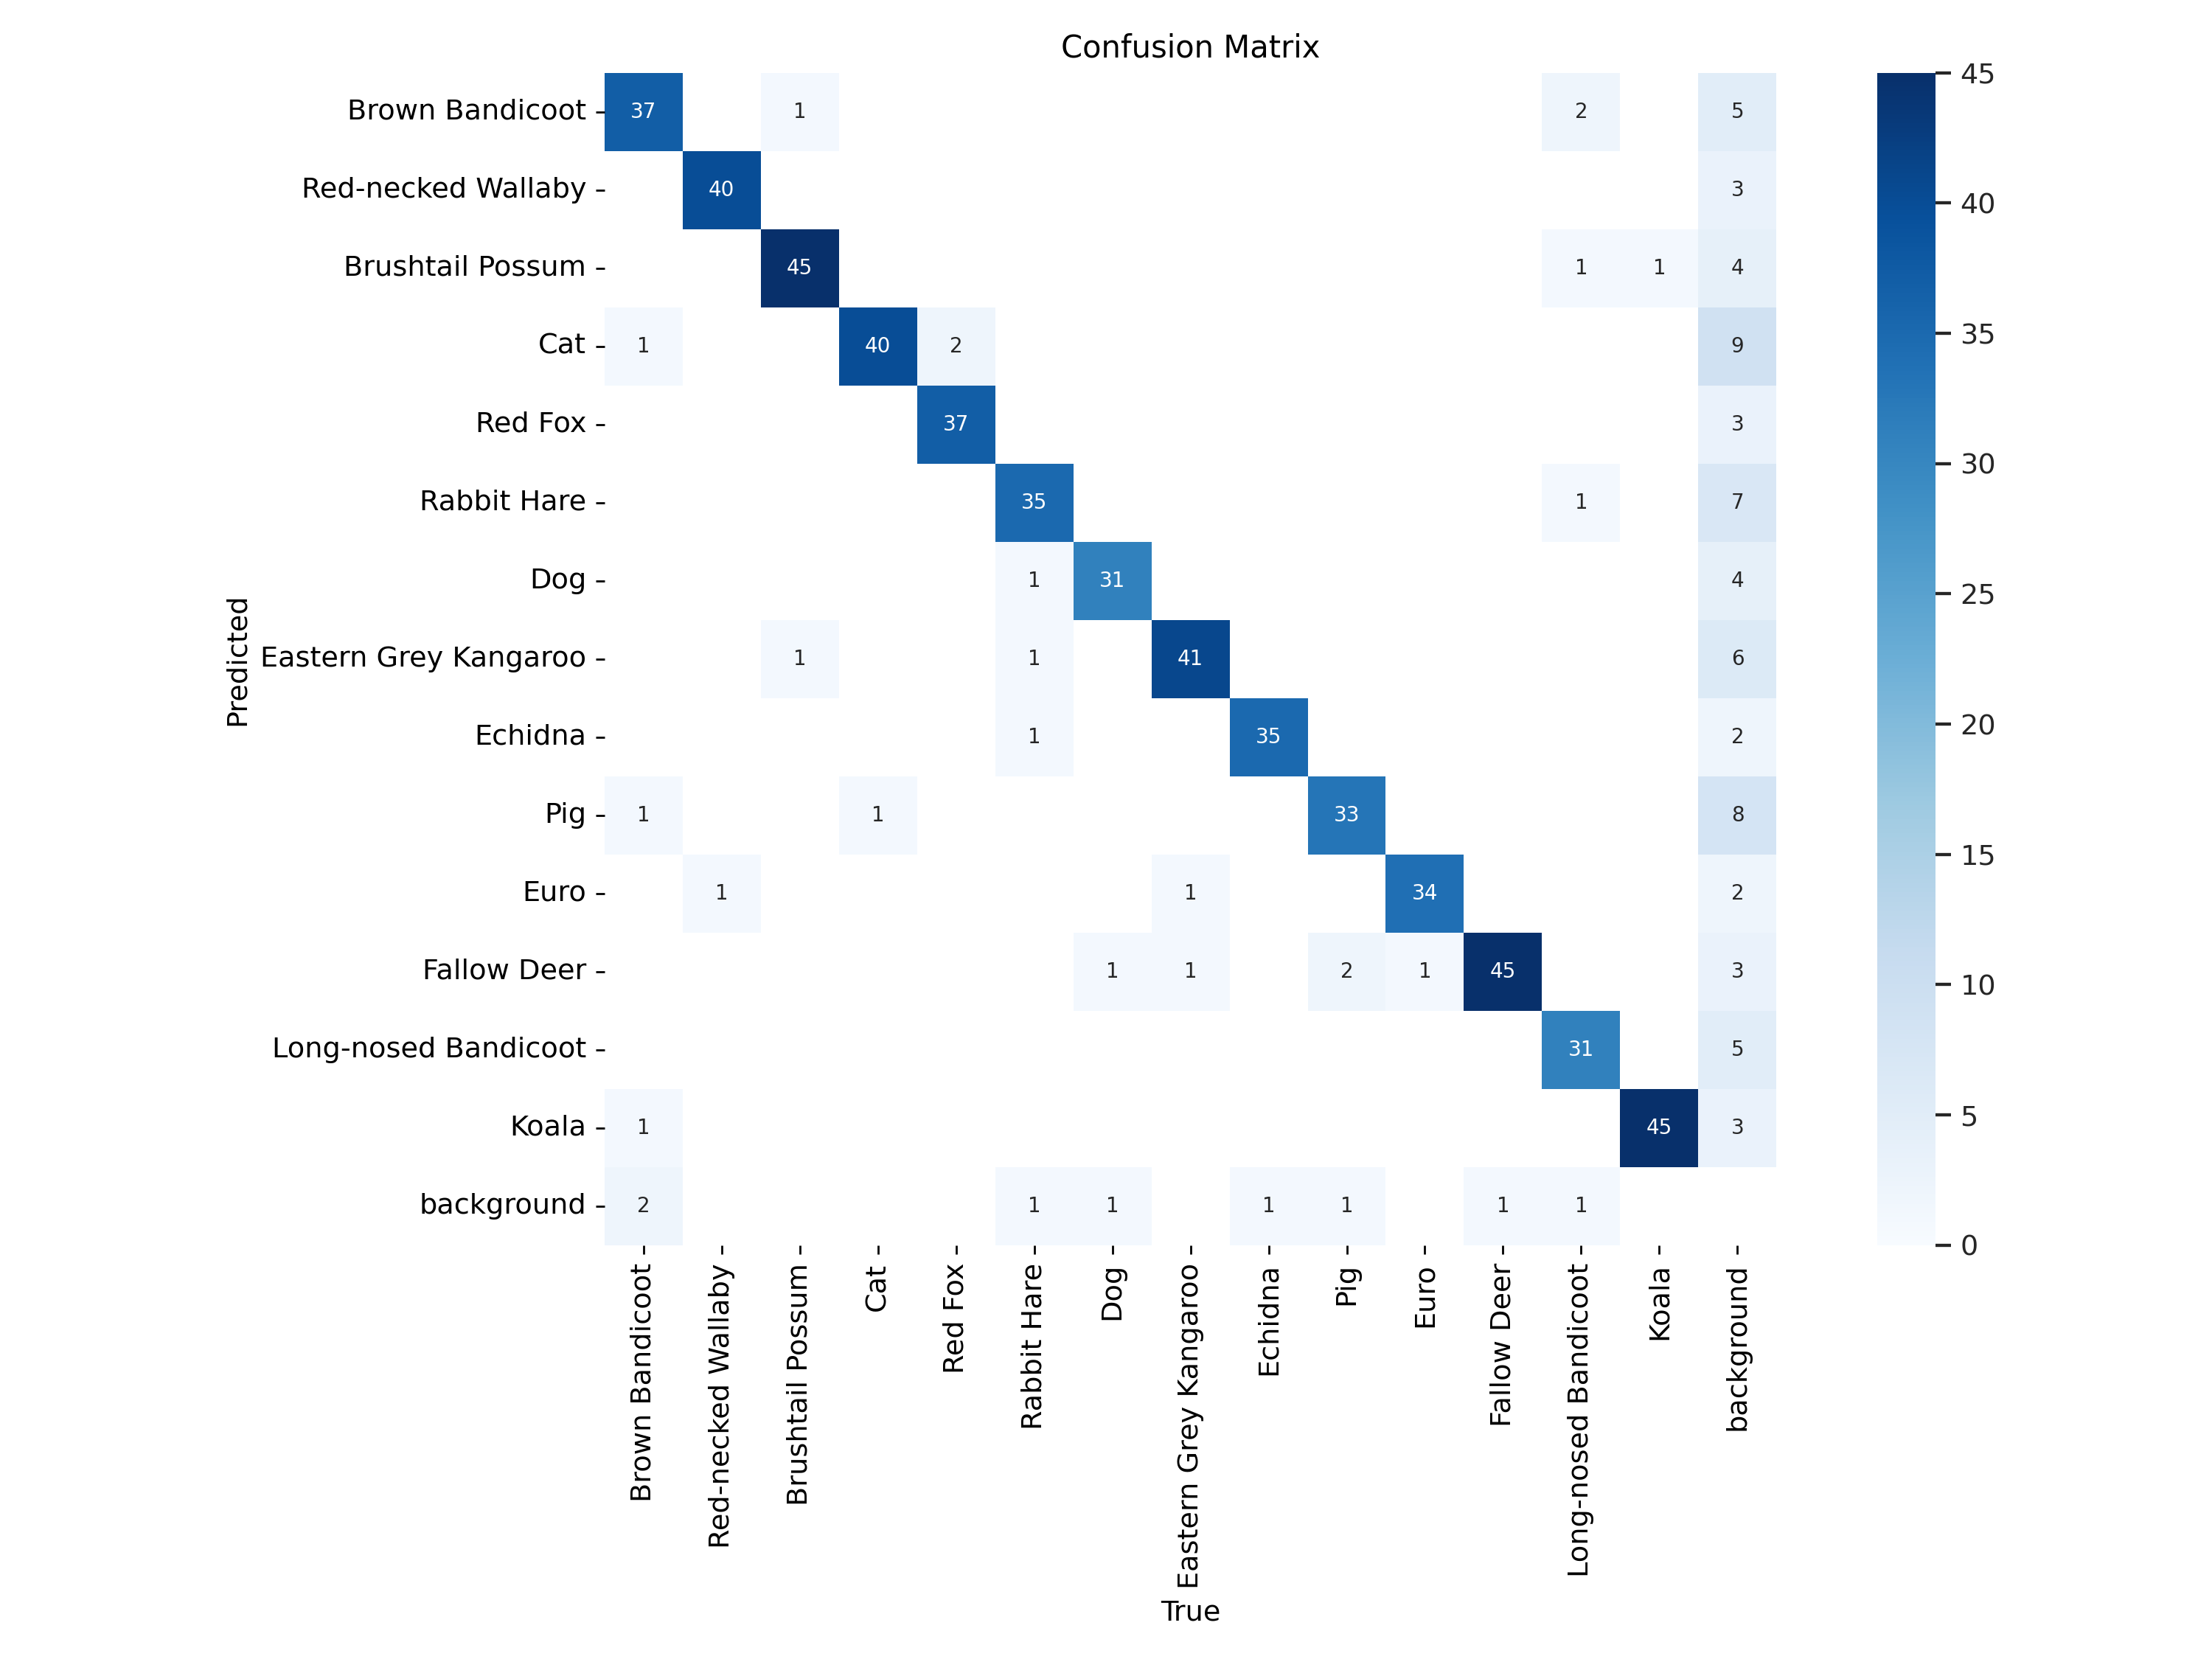 Confusion Matrix
Brown Bandicoot 37 1 2 5
Red-necked Wallaby 40 3
Brushtail Possum 45 1 1 4
Cat 1 40 2 9
Red Fox 37 3
Rabbit Hare 35 1 7
Dog 1 31 4
Eastern Grey Kangaroo 1 1 41 6
Echidna 1 35 2
Pig 1 1 33 8
Euro 1 1 34 2
Fallow Deer 1 1 2 1 45 3
Long-nosed Bandicoot 31 5
Koala 1 45 3
background 2 1 1 1 1 1 1
Predicted
Brown Bandicoot
Red-necked Wallaby
Brushtail Possum
Cat
Red Fox
Rabbit Hare
Dog
Eastern Grey Kangaroo
Echidna
Pig
Euro
Fallow Deer
Long-nosed Bandicoot
Koala
background
True
45
40
35
30
25
20
15
10
5
0